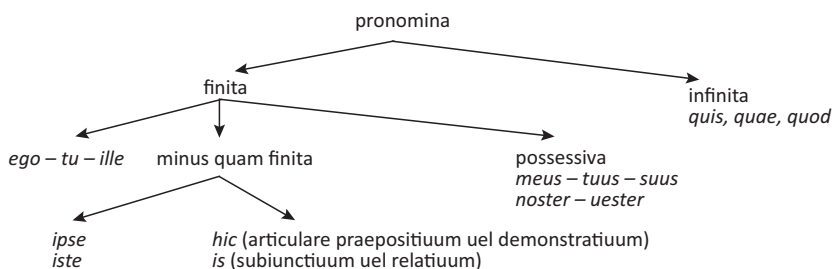 pronomina
finita
infinita
quis, quae, quod
ego – tu – ille
minus quam finita
possessiva
meus – tuus – suus
noster – uester
ipse
iste
hic (articulare praepositiuum uel demonstratiuum)
is (subiunctiuum uel relatiuum)